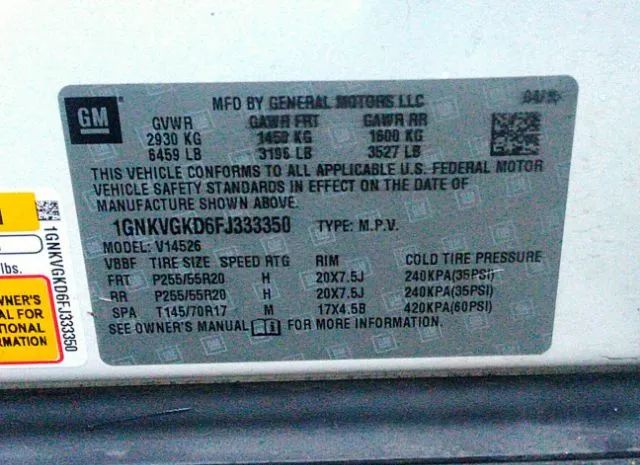 GM
MFD BY GENERAL MOTORS LLC
GVWR GAWR FRT GAWR RR
2930 KG 1450 KG 1600 KG
6459 LB 3196 LB 3527 LB
THIS VEHICLE CONFORMS TO ALL APPLICABLE U.S. FEDERAL MOTOR
VEHICLE SAFETY STANDARDS IN EFFECT ON THE DATE OF
MANUFACTURE SHOWN ABOVE.
1GNKVGKD6FJ333350 TYPE: M.P.V.
MODEL: V14526
VBBF TIRE SIZE SPEED RTG RIM COLD TIRE PRESSURE
FRT P255/55R20 H 20X7.5J 240KPA(35PSI)
RR P255/55R20 H 20X7.5J 240KPA(35PSI)
SPA T145/70R17 M 17X4.5B 420KPA(60PSI)
SEE OWNER'S MANUAL FOR MORE INFORMATION.
1GNKVGKD6FJ333350
lbs.
OWNER'S
AL FOR
TIONAL
RMATION